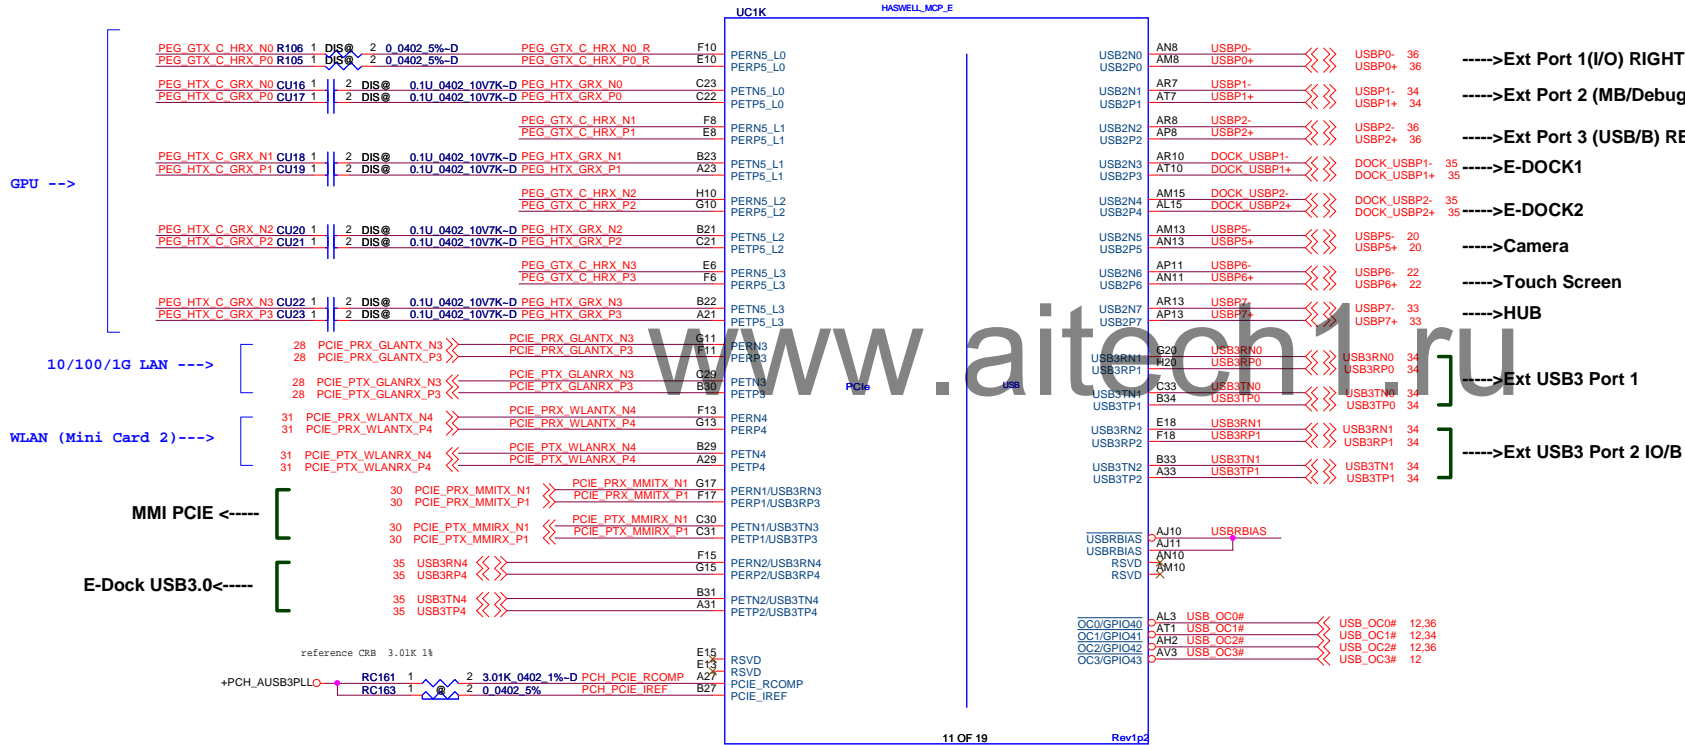 UC1K
HASWELL_MCP_E
PEG_GTX_C_HRX_N0 R106 1 DIS@ 2 0_0402_5%~D PEG_GTX_C_HRX_N0_R F10 PERN5_L0
PEG_GTX_C_HRX_P0 R105 1 DIS@ 2 0_0402_5%~D PEG_GTX_C_HRX_P0_R E10 PERP5_L0
PEG_HTX_C_GRX_N0 CU16 1 2 DIS@ 0.1U_0402_10V7K~D PEG_HTX_GRX_N0 C23 PETN5_L0
PEG_HTX_C_GRX_P0 CU17 1 2 DIS@ 0.1U_0402_10V7K~D PEG_HTX_GRX_P0 C22 PETP5_L0
PEG_GTX_C_HRX_N1 F8 PERN5_L1
PEG_GTX_C_HRX_P1 E8 PERP5_L1
PEG_HTX_C_GRX_N1 CU18 1 2 DIS@ 0.1U_0402_10V7K~D PEG_HTX_GRX_N1 B23 PETN5_L1
PEG_HTX_C_GRX_P1 CU19 1 2 DIS@ 0.1U_0402_10V7K~D PEG_HTX_GRX_P1 A23 PETP5_L1
GPU -->
PEG_GTX_C_HRX_N2 H10 PERN5_L2
PEG_GTX_C_HRX_P2 G10 PERP5_L2
PEG_HTX_C_GRX_N2 CU20 1 2 DIS@ 0.1U_0402_10V7K~D PEG_HTX_GRX_N2 B21 PETN5_L2
PEG_HTX_C_GRX_P2 CU21 1 2 DIS@ 0.1U_0402_10V7K~D PEG_HTX_GRX_P2 C21 PETP5_L2
PEG_GTX_C_HRX_N3 E6 PERN5_L3
PEG_GTX_C_HRX_P3 F6 PERP5_L3
PEG_HTX_C_GRX_N3 CU22 1 2 DIS@ 0.1U_0402_10V7K~D PEG_HTX_GRX_N3 B22 PETN5_L3
PEG_HTX_C_GRX_P3 CU23 1 2 DIS@ 0.1U_0402_10V7K~D PEG_HTX_GRX_P3 A21 PETP5_L3
28 PCIE_PRX_GLANTX_N3 PCIE_PRX_GLANTX_N3 G11 PERN3
28 PCIE_PRX_GLANTX_P3 PCIE_PRX_GLANTX_P3 F11 PERP3
10/100/1G LAN --->
28 PCIE_PTX_GLANRX_N3 PCIE_PTX_GLANRX_N3 C29 PETN3
28 PCIE_PTX_GLANRX_P3 PCIE_PTX_GLANRX_P3 B30 PETP3
31 PCIE_PRX_WLANTX_N4 PCIE_PRX_WLANTX_N4 F13 PERN4
31 PCIE_PRX_WLANTX_P4 PCIE_PRX_WLANTX_P4 G13 PERP4
WLAN (Mini Card 2)--->
31 PCIE_PTX_WLANRX_N4 PCIE_PTX_WLANRX_N4 B29 PETN4
31 PCIE_PTX_WLANRX_P4 PCIE_PTX_WLANRX_P4 A29 PETP4
30 PCIE_PRX_MMITX_N1 PCIE_PRX_MMITX_N1 G17 PERN1/USB3RN3
30 PCIE_PRX_MMITX_P1 PCIE_PRX_MMITX_P1 F17 PERP1/USB3RP3
MMI PCIE <-----
30 PCIE_PTX_MMIRX_N1 PCIE_PTX_MMIRX_N1 C30 PETN1/USB3TN3
30 PCIE_PTX_MMIRX_P1 PCIE_PTX_MMIRX_P1 C31 PETP1/USB3TP3
35 USB3RN4 F15 PERN2/USB3RN4
35 USB3RP4 G15 PERP2/USB3RP4
E-Dock USB3.0<-----
35 USB3TN4 B31 PETN2/USB3TN4
35 USB3TP4 A31 PETP2/USB3TP4
reference CRB 3.01K 1%
E15 RSVD
E13 RSVD
+PCH_AUSB3PLL RC161 1 2 3.01K_0402_1%~D PCH_PCIE_RCOMP A27 PCIE_RCOMP
RC163 1 @ 2 0_0402_5% PCH_PCIE_IREF B27 PCIE_IREF
PCIe
USB
USB2N0 AN8 USBP0- USBP0- 36
USB2P0 AM8 USBP0+ USBP0+ 36
----->Ext Port 1(I/O) RIGHT
USB2N1 AR7 USBP1- USBP1- 34
USB2P1 AT7 USBP1+ USBP1+ 34
----->Ext Port 2 (MB/Debug
USB2N2 AR8 USBP2- USBP2- 36
USB2P2 AP8 USBP2+ USBP2+ 36
----->Ext Port 3 (USB/B) RE
USB2N3 AR10 DOCK_USBP1- DOCK_USBP1- 35
USB2P3 AT10 DOCK_USBP1+ DOCK_USBP1+ 35
----->E-DOCK1
USB2N4 AM15 DOCK_USBP2- DOCK_USBP2- 35
USB2P4 AL15 DOCK_USBP2+ DOCK_USBP2+ 35
----->E-DOCK2
USB2N5 AM13 USBP5- USBP5- 20
USB2P5 AN13 USBP5+ USBP5+ 20
----->Camera
USB2N6 AP11 USBP6- USBP6- 22
USB2P6 AN11 USBP6+ USBP6+ 22
----->Touch Screen
USB2N7 AR13 USBP7- USBP7- 33
USB2P7 AP13 USBP7+ USBP7+ 33
----->HUB
USB3RN1 G20 USB3RN0 USB3RN0 34
USB3RP1 H20 USB3RP0 USB3RP0 34
----->Ext USB3 Port 1
USB3TN1 C33 USB3TN0 USB3TN0 34
USB3TP1 B34 USB3TP0 USB3TP0 34
USB3RN2 E18 USB3RN1 USB3RN1 34
USB3RP2 F18 USB3RP1 USB3RP1 34
----->Ext USB3 Port 2 IO/B
USB3TN2 B33 USB3TN1 USB3TN1 34
USB3TP2 A33 USB3TP1 USB3TP1 34
USBRBIAS AJ10 USBRBIAS
USBRBIAS AJ11
RSVD AN10
RSVD AM10
OC0/GPIO40 AL3 USB_OC0# USB_OC0# 12,36
OC1/GPIO41 AT1 USB_OC1# USB_OC1# 12,34
OC2/GPIO42 AH2 USB_OC2# USB_OC2# 12,36
OC3/GPIO43 AV3 USB_OC3# USB_OC3# 12
11 OF 19
Rev1p2
www.aitech1.ru